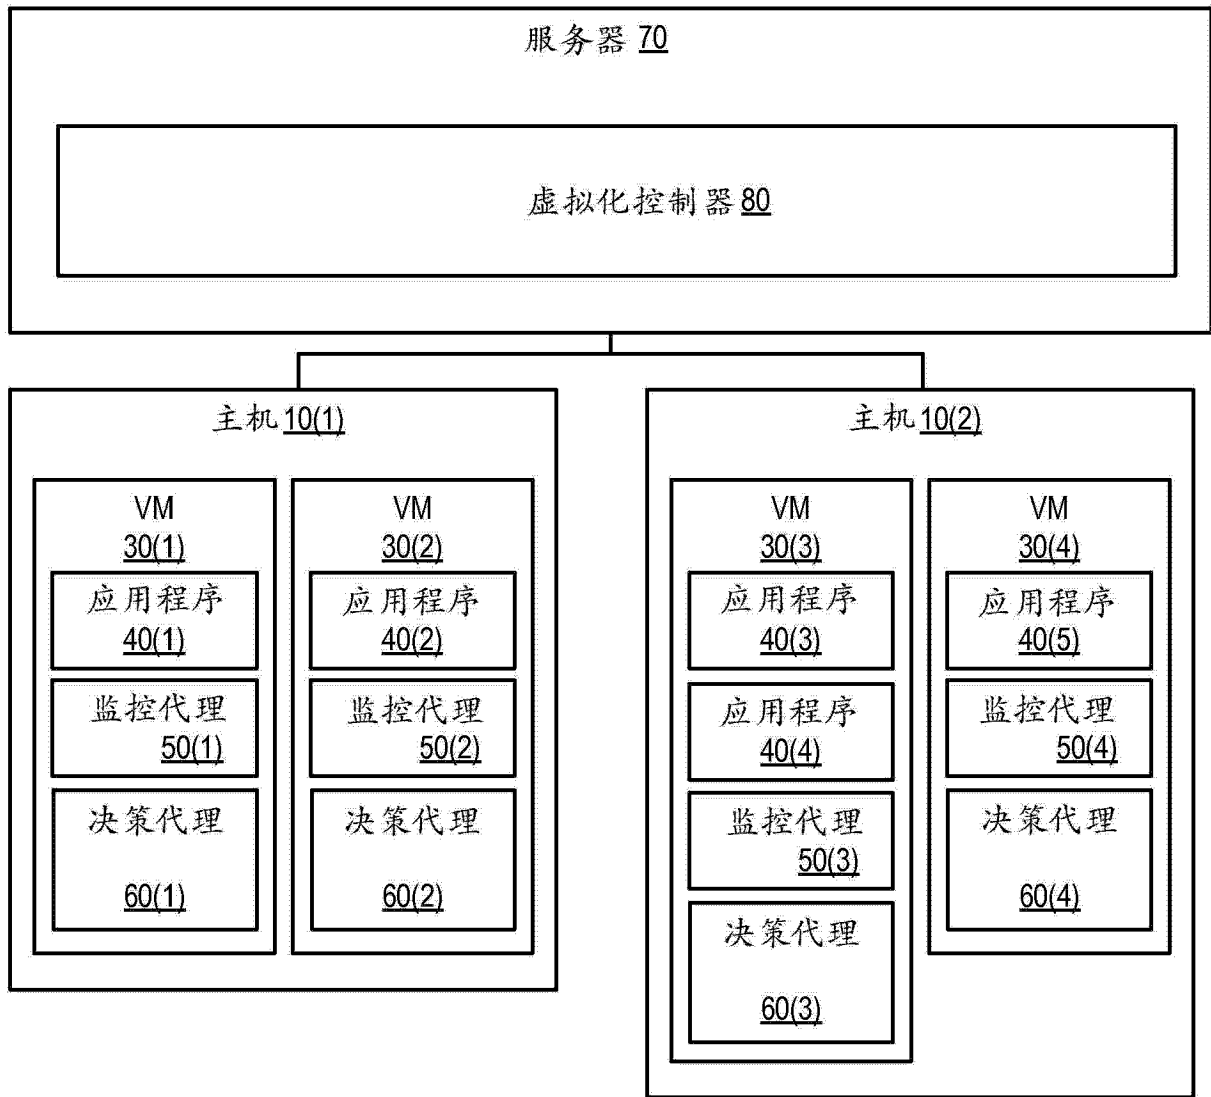 服务器 70
虚拟化控制器 80
主机 10(1)
VM
30(1)
应用程序
40(1)
监控代理
50(1)
决策代理
60(1)
VM
30(2)
应用程序
40(2)
监控代理
50(2)
决策代理
60(2)
主机 10(2)
VM
30(3)
应用程序
40(3)
应用程序
40(4)
监控代理
50(3)
决策代理
60(3)
VM
30(4)
应用程序
40(5)
监控代理
50(4)
决策代理
60(4)